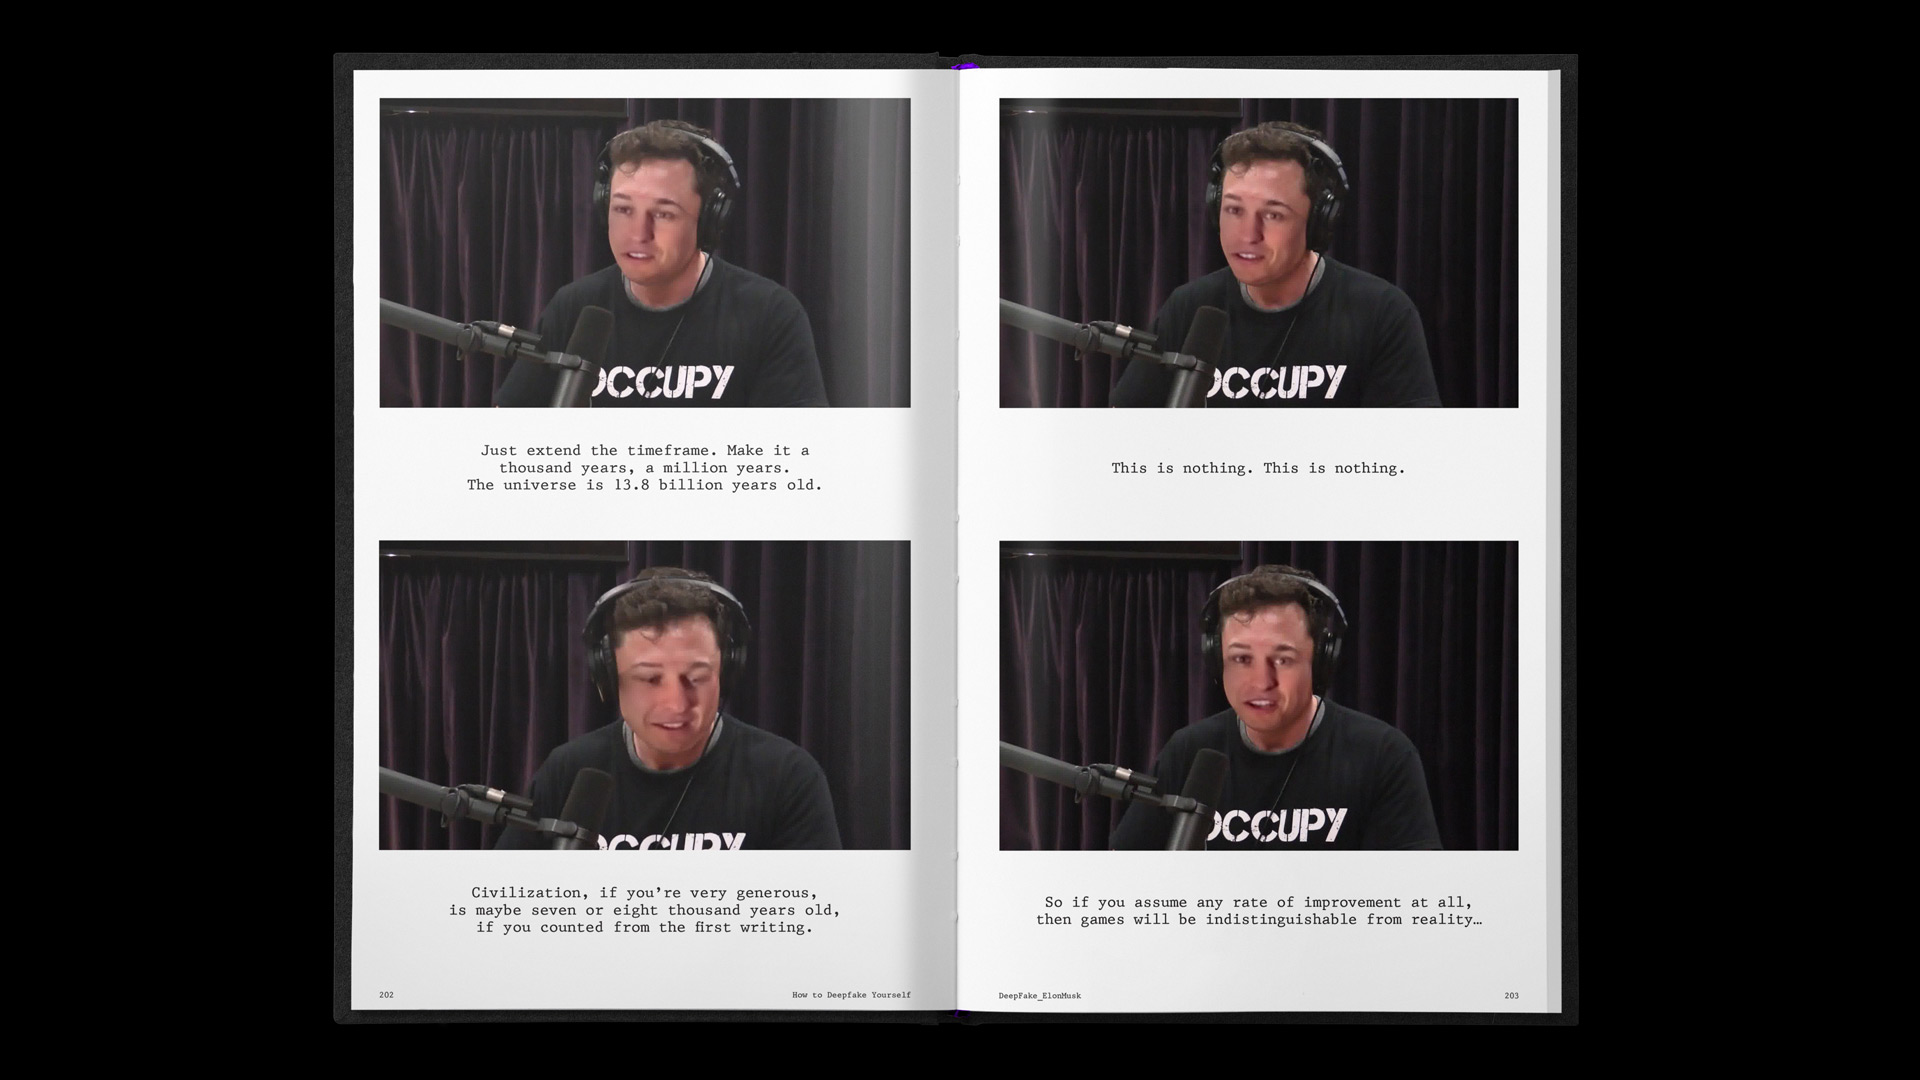 OCCUPY
Just extend the timeframe. Make it a
thousand years, a million years.
The universe is 13.8 billion years old.
OCCUPY
Civilization, if you’re very generous,
is maybe seven or eight thousand years old,
if you counted from the first writing.
202
How to Deepfake Yourself
OCCUPY
This is nothing. This is nothing.
OCCUPY
So if you assume any rate of improvement at all,
then games will be indistinguishable from reality…
DeepFake_ElonMusk
203